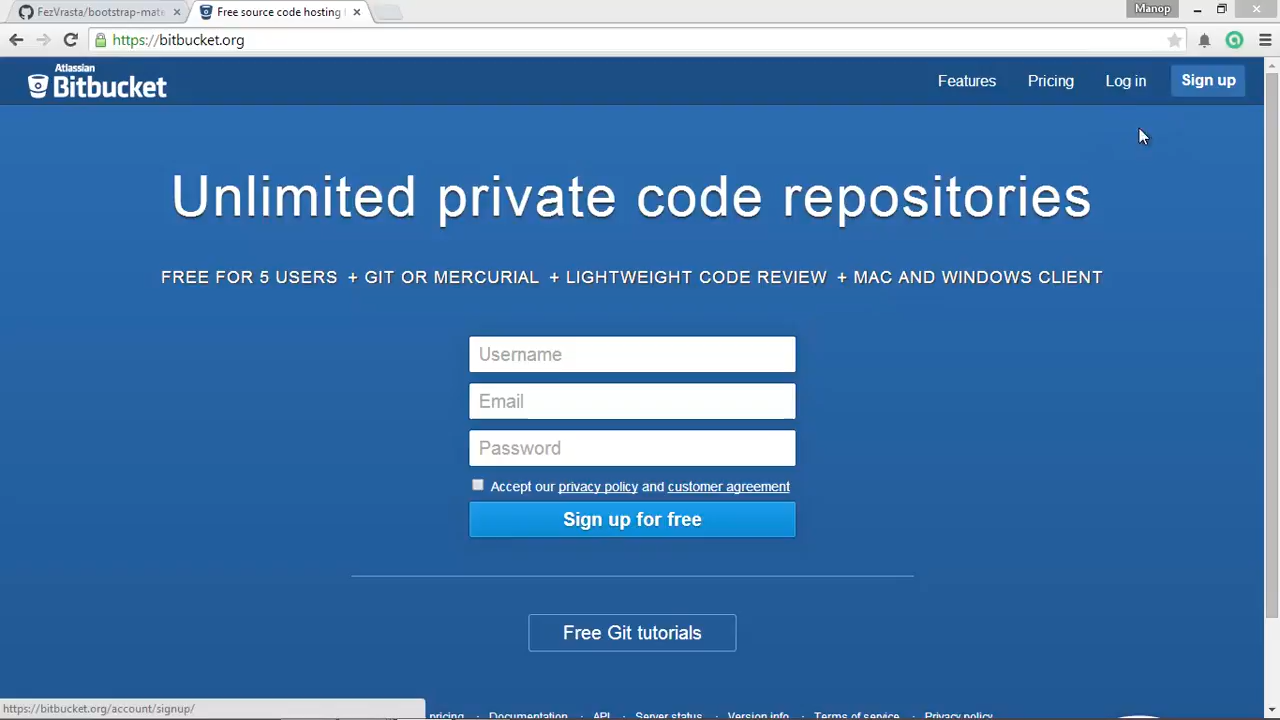 FezVrasta/bootstrap-mate
Free source code hosting
Manop
https://bitbucket.org
Atlassian
Bitbucket
Features
Pricing
Log in
Sign up
Unlimited private code repositories
FREE FOR 5 USERS + GIT OR MERCURIAL + LIGHTWEIGHT CODE REVIEW + MAC AND WINDOWS CLIENT
Username
Email
Password
Accept our privacy policy and customer agreement
Sign up for free
Free Git tutorials
https://bitbucket.org/account/signup/
pricing · Documentation · API · Server status · Version info · Terms of service · Privacy policy